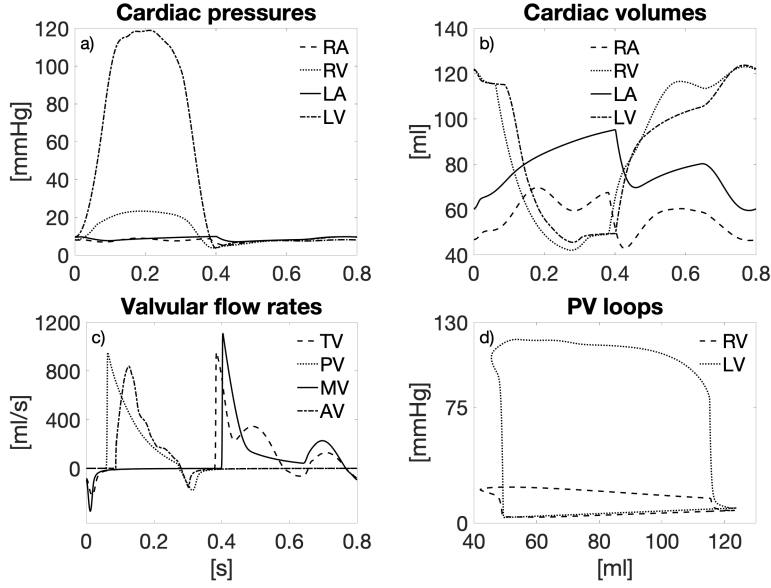 Cardiac pressures
a)
RA
RV
LA
LV
[mmHg]
120
100
80
60
40
20
0
0 0.2 0.4 0.6 0.8
Cardiac volumes
b)
RA
RV
LA
LV
[ml]
140
120
100
80
60
40
0 0.2 0.4 0.6 0.8
Valvular flow rates
c)
TV
PV
MV
AV
[ml/s]
1200
800
400
0
0 0.2 0.4 0.6 0.8
[s]
PV loops
d)
RV
LV
[mmHg]
130
75
0
40 60 80 100 120
[ml]